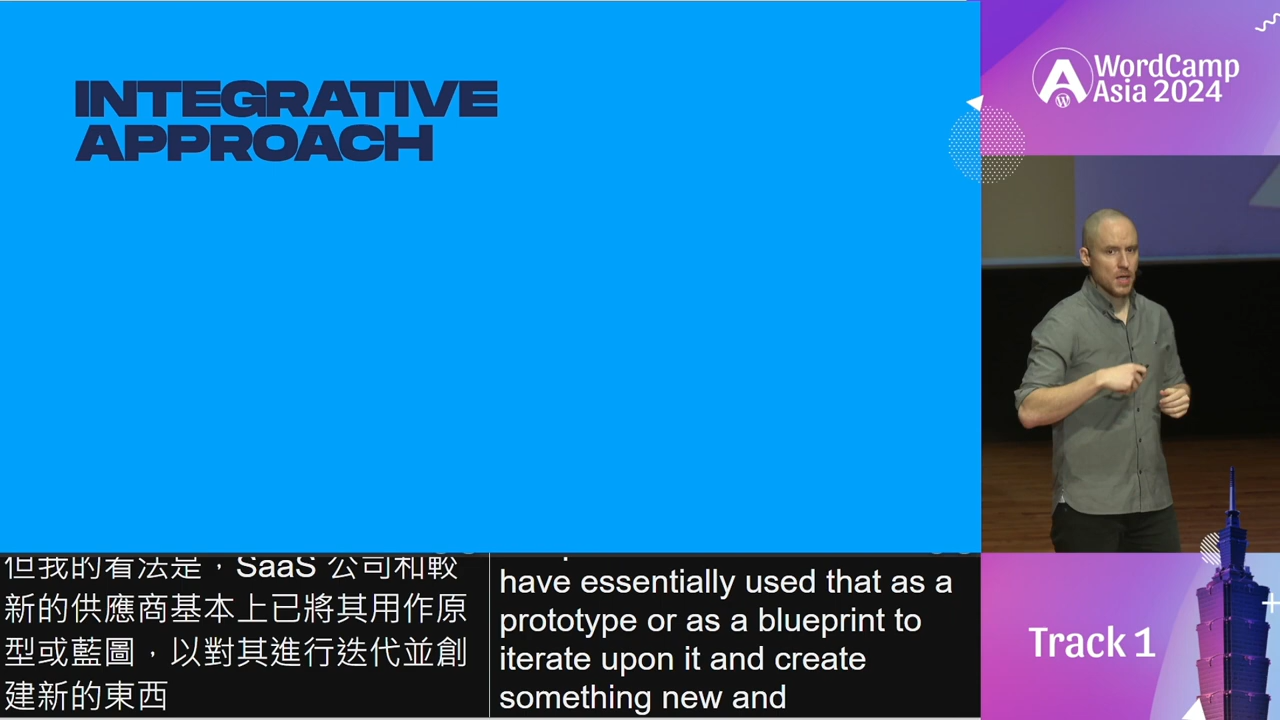 INTEGRATIVE
APPROACH
WordCamp
Asia 2024
但我的看法是，SaaS 公司和較
新的供應商基本上已將其用作原
型或藍圖，以對其進行迭代並創
建新的東西
have essentially used that as a
prototype or as a blueprint to
iterate upon it and create
something new and
Track 1